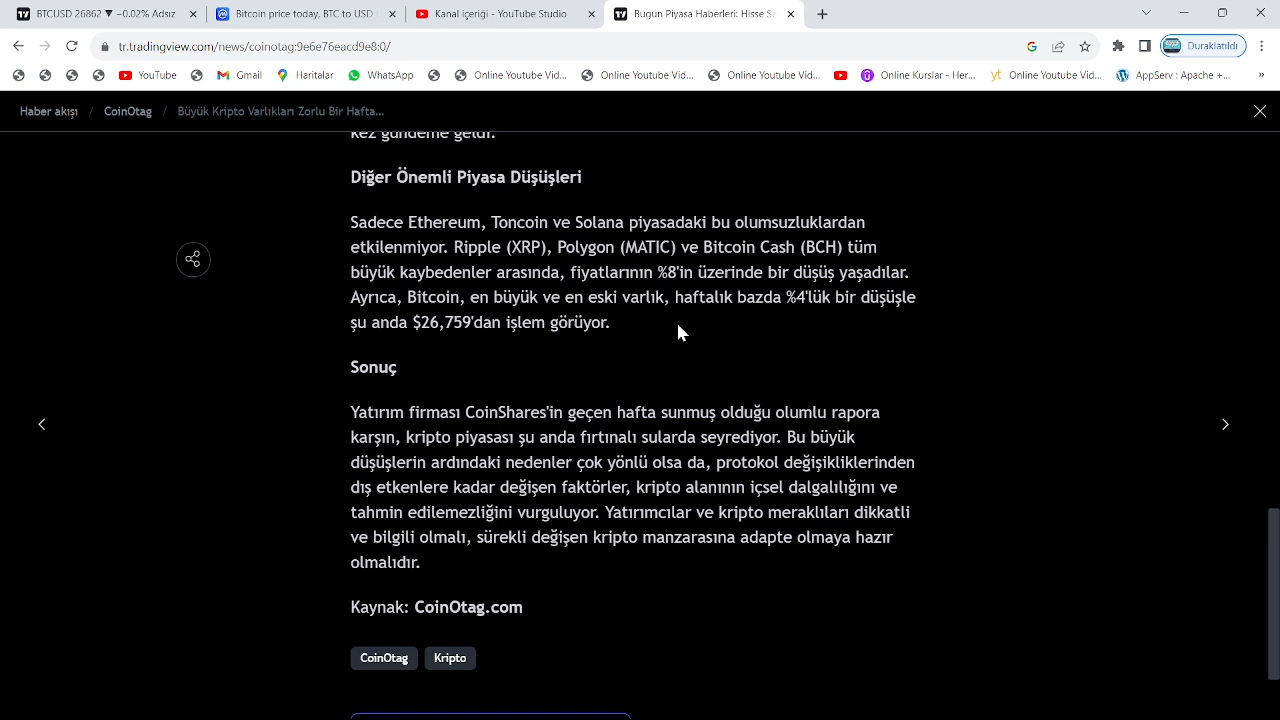 BTCUSD 26862 ▼ −0.02% Adsız
Bitcoin price today, BTC to USD
Kanal içeriği - YouTube Studio
Bugün Piyasa Haberleri: Hisse Se
tr.tradingview.com/news/coinotag:9e6e76eacd9e8:0/
Duraklatıldı
YouTube
Gmail
Haritalar
WhatsApp
Online Youtube Vid...
Online Youtube Vid...
Online Youtube Vid...
Online Kurslar - Her...
Online Youtube Vid...
AppServ : Apache +...
»
Haber akışı / CoinOtag / Büyük Kripto Varlıkları Zorlu Bir Hafta...
kez gündeme geldi.
Diğer Önemli Piyasa Düşüşleri
Sadece Ethereum, Toncoin ve Solana piyasadaki bu olumsuzluklardan
etkilenmiyor. Ripple (XRP), Polygon (MATIC) ve Bitcoin Cash (BCH) tüm
büyük kaybedenler arasında, fiyatlarının %8'in üzerinde bir düşüş yaşadılar.
Ayrıca, Bitcoin, en büyük ve en eski varlık, haftalık bazda %4'lük bir düşüşle
şu anda $26,759'dan işlem görüyor.
Sonuç
Yatırım firması CoinShares'in geçen hafta sunmuş olduğu olumlu rapora
karşın, kripto piyasası şu anda fırtınalı sularda seyrediyor. Bu büyük
düşüşlerin ardındaki nedenler çok yönlü olsa da, protokol değişikliklerinden
dış etkenlere kadar değişen faktörler, kripto alanının içsel dalgalılığını ve
tahmin edilemezliğini vurguluyor. Yatırımcılar ve kripto meraklıları dikkatli
ve bilgili olmalı, sürekli değişen kripto manzarasına adapte olmaya hazır
olmalıdır.
Kaynak: CoinOtag.com
CoinOtag
Kripto